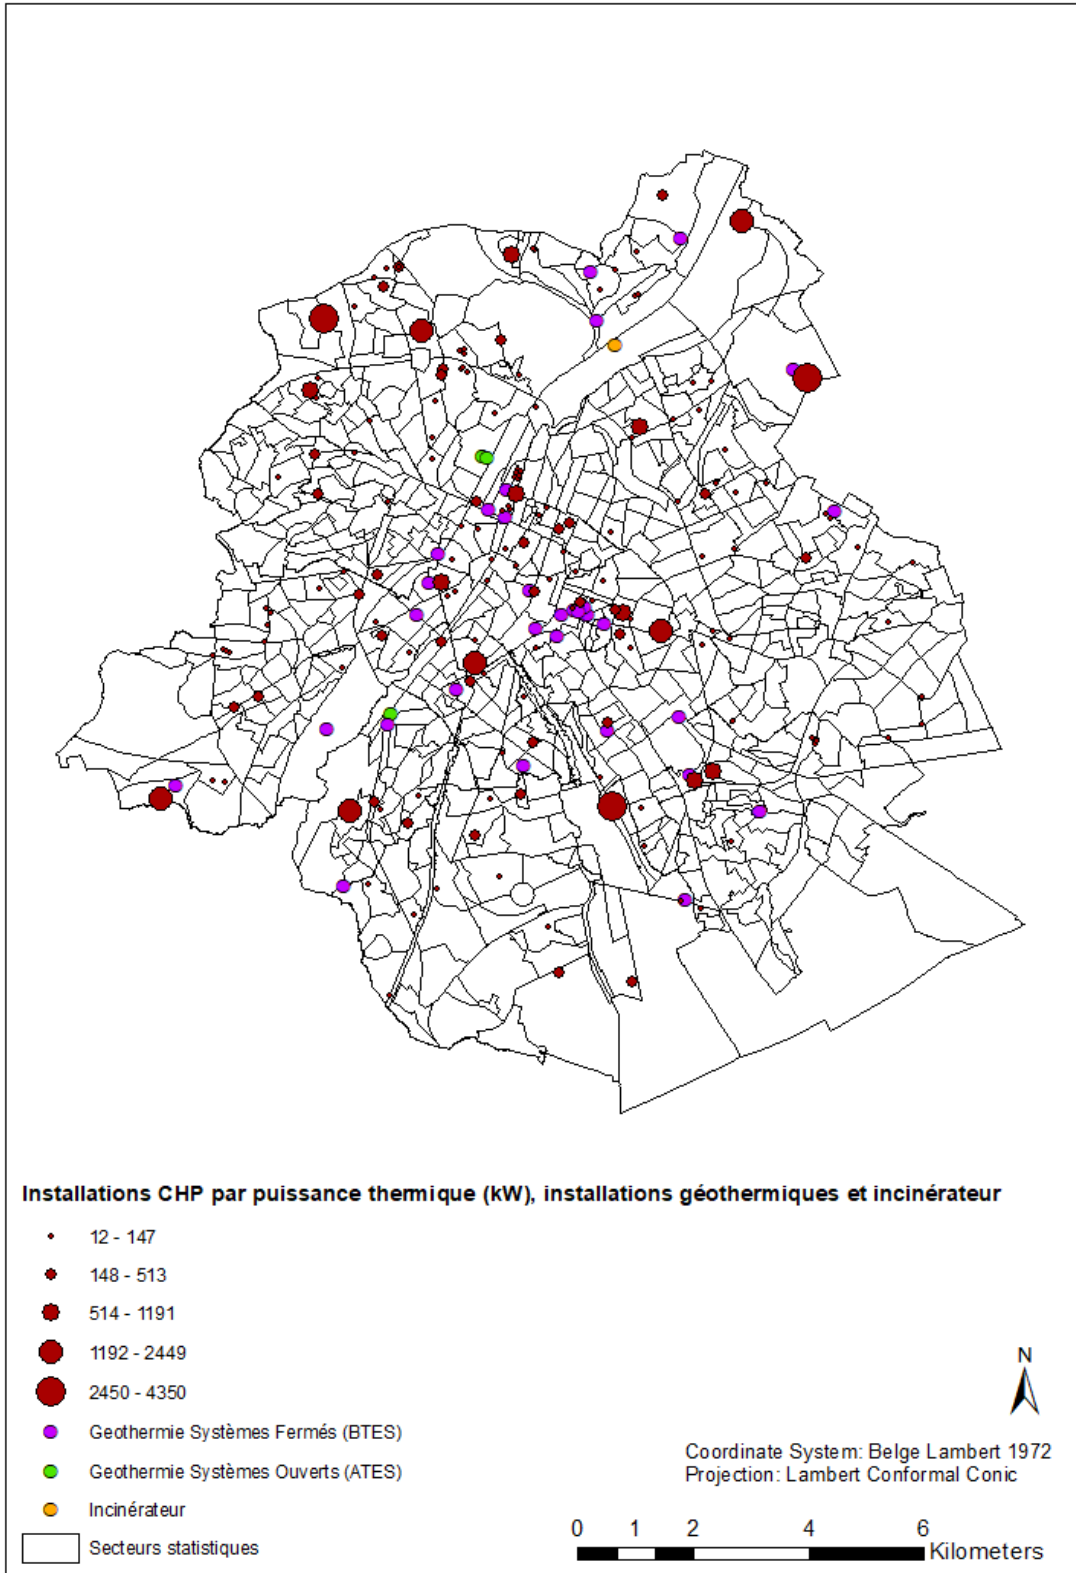 Installations CHP par puissance thermique (kW), installations géothermiques et incinérateur
12 - 147
148 - 513
514 - 1191
1192 - 2449
2450 - 4350
Geothermie Systèmes Fermés (BTES)
Geothermie Systèmes Ouverts (ATES)
Incinérateur
Secteurs statistiques
N
Coordinate System: Belge Lambert 1972
Projection: Lambert Conformal Conic
0 1 2 4 6
Kilometers